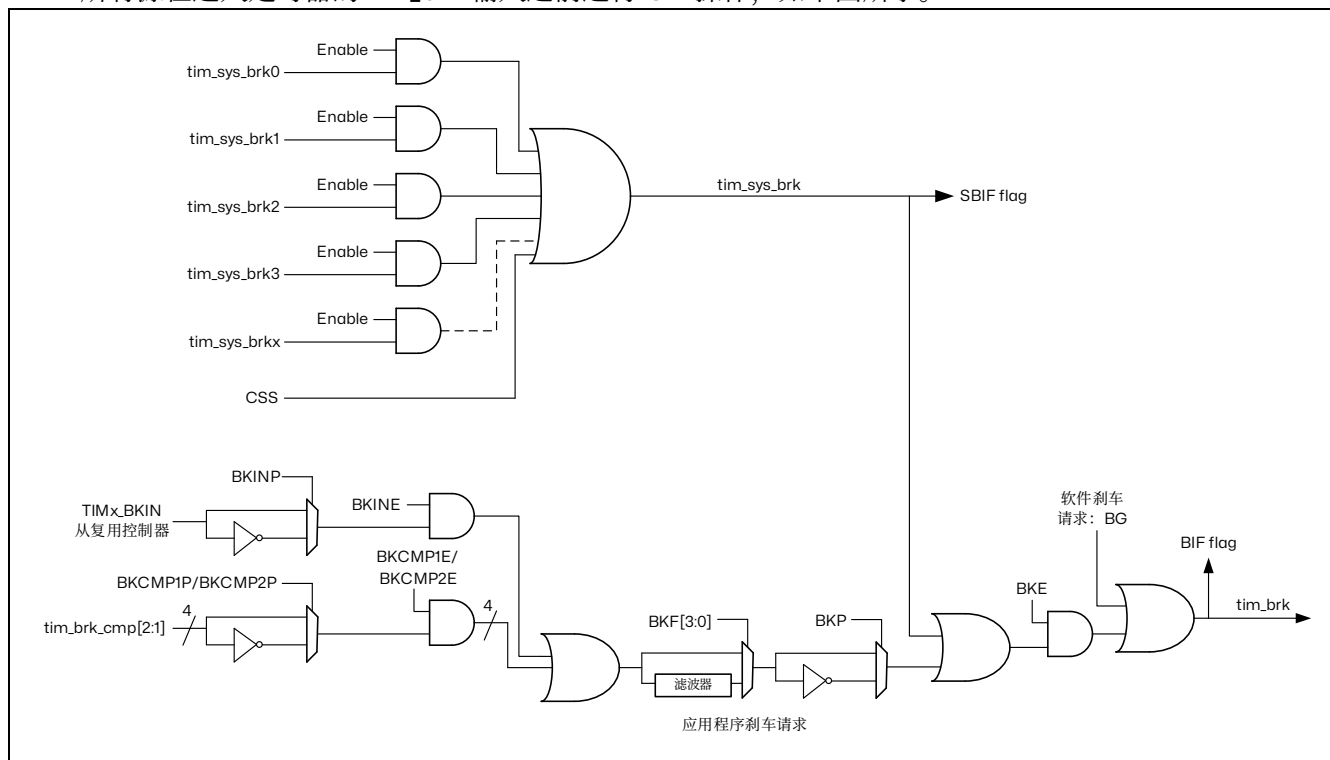 Enable
tim_sys_brk0
Enable
tim_sys_brk1
Enable
tim_sys_brk2
Enable
tim_sys_brk3
Enable
tim_sys_brkx
CSS
tim_sys_brk
SBIF flag
BKINP
TIMx_BKIN
从复用控制器
BKINE
BKCMP1P/BKCMP2P
BKCMP1E/
BKCMP2E
4
tim_brk_cmp[2:1]
4
BKF[3:0]
滤波器
BKP
应用程序刹车请求
BKE
软件刹车
请求：BG
BIF flag
tim_brk